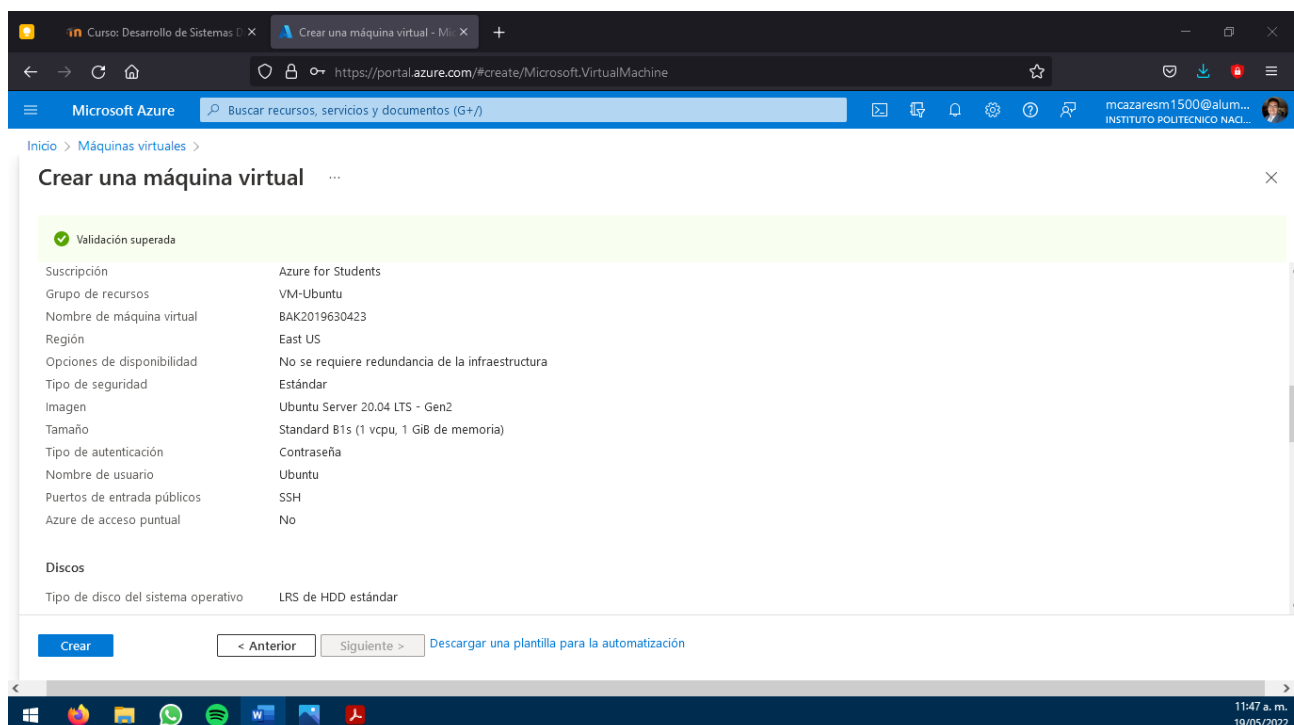 Curso: Desarrollo de Sistemas D
Crear una máquina virtual - Mic
https://portal.azure.com/#create/Microsoft.VirtualMachine
Microsoft Azure
Buscar recursos, servicios y documentos (G+/)
mcazaresm1500@alum...
INSTITUTO POLITECNICO NACI...
Inicio > Máquinas virtuales >
Crear una máquina virtual ...
Validación superada
Suscripción Azure for Students
Grupo de recursos VM-Ubuntu
Nombre de máquina virtual BAK2019630423
Región East US
Opciones de disponibilidad No se requiere redundancia de la infraestructura
Tipo de seguridad Estándar
Imagen Ubuntu Server 20.04 LTS - Gen2
Tamaño Standard B1s (1 vcpu, 1 GiB de memoria)
Tipo de autenticación Contraseña
Nombre de usuario Ubuntu
Puertos de entrada públicos SSH
Azure de acceso puntual No
Discos
Tipo de disco del sistema operativo LRS de HDD estándar
Crear < Anterior Siguiente > Descargar una plantilla para la automatización
11:47 a. m.
19/05/2022